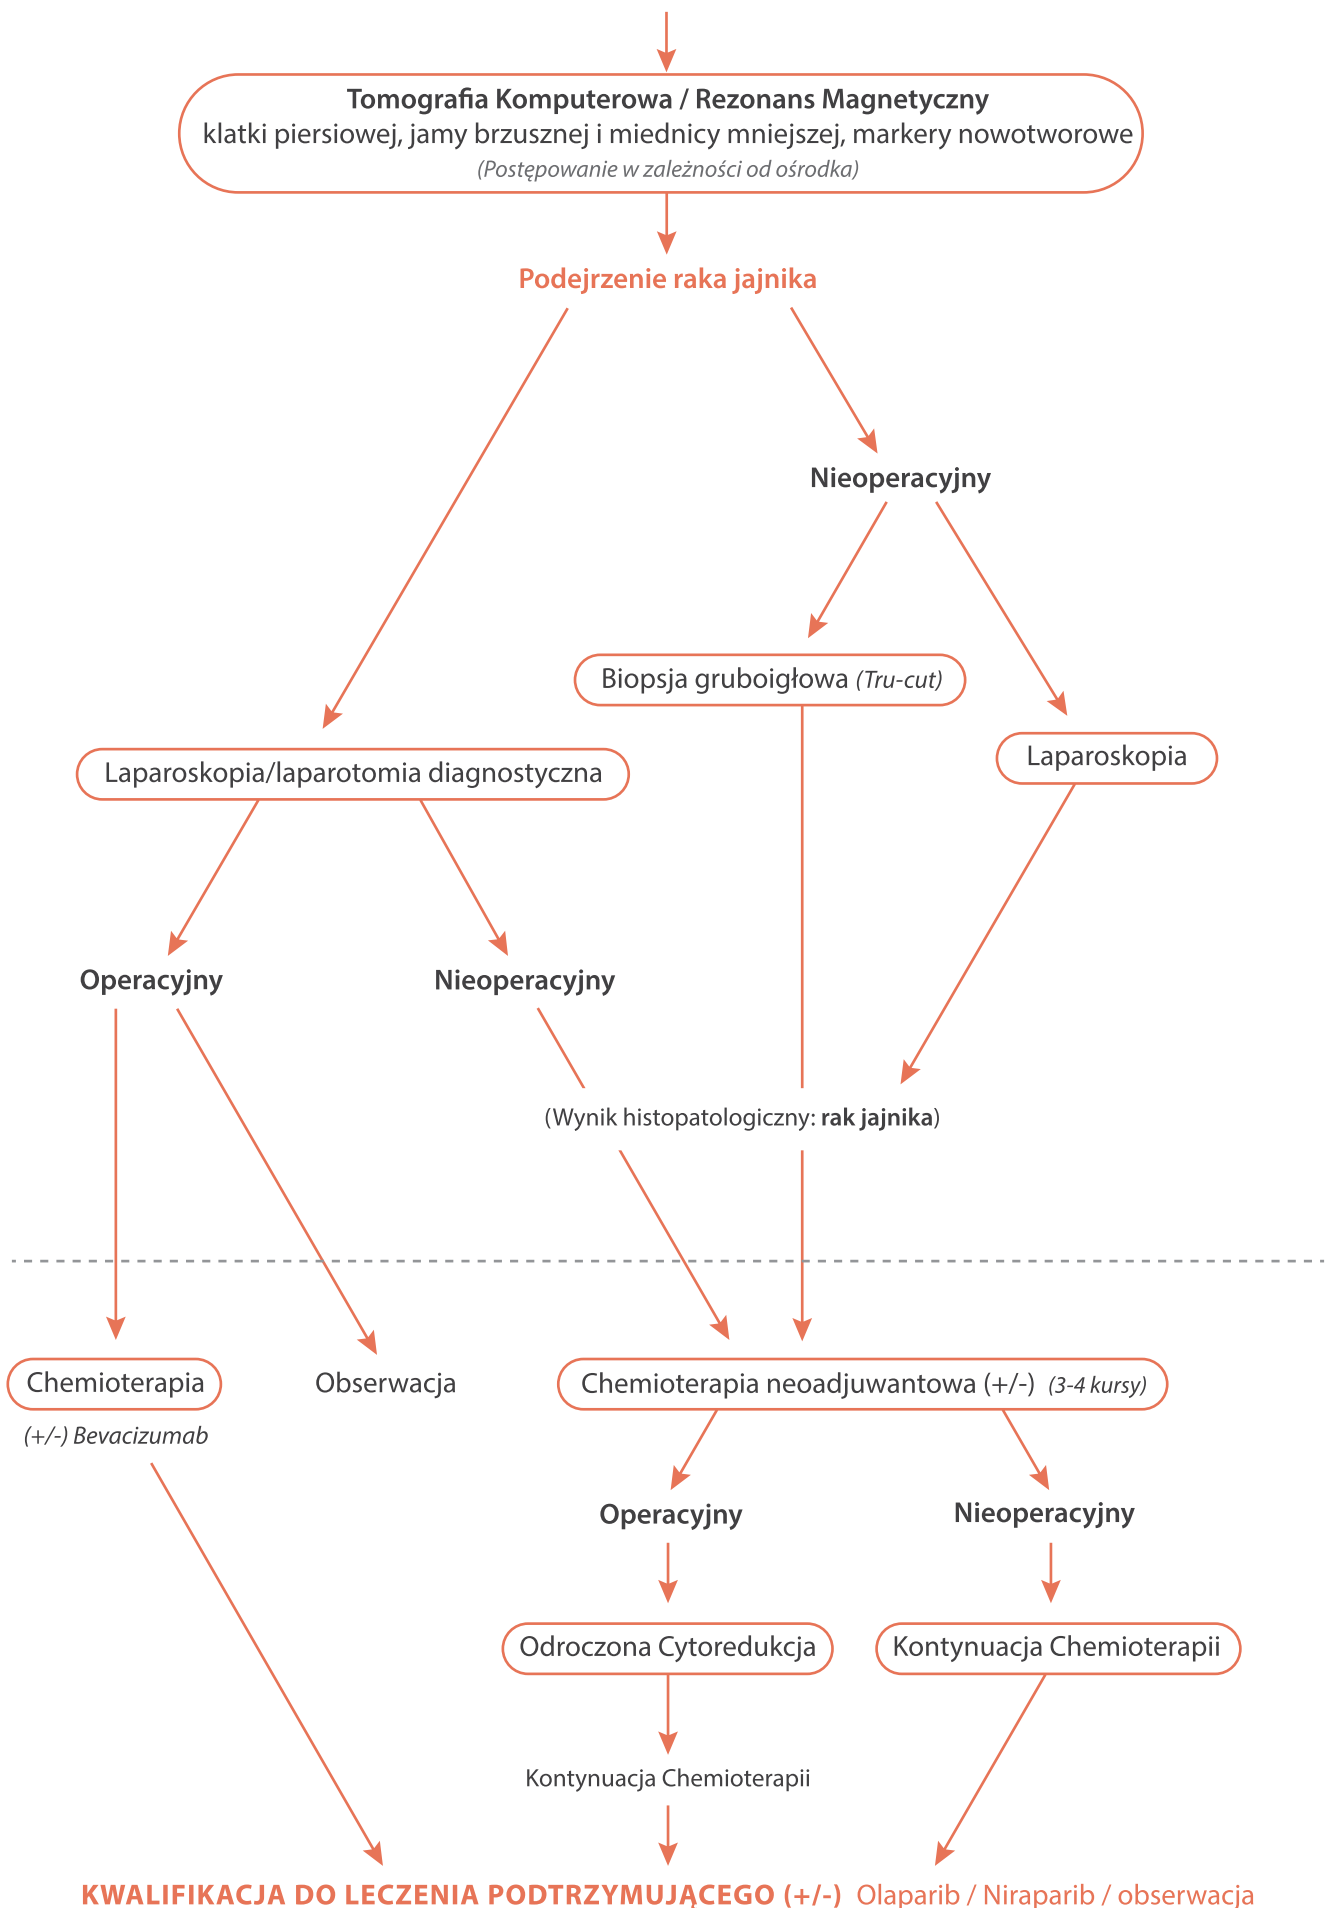 Tomografia Komputerowa / Rezonans Magnetyczny
klatki piersiowej, jamy brzusznej i miednicy mniejszej, markery nowotworowe
(Postępowanie w zależności od ośrodka)
Podejrzenie raka jajnika
Nieoperacyjny
Biopsja gruboigłowa (Tru-cut)
Laparoskopia
Laparoskopia/laparotomia diagnostyczna
Operacyjny
Nieoperacyjny
(Wynik histopatologiczny: rak jajnika)
Chemioterapia
(+/-) Bevacizumab
Obserwacja
Chemioterapia neoadjuwantowa (+/-) (3-4 kursy)
Operacyjny
Nieoperacyjny
Odroczona Cytoredukcja
Kontynuacja Chemioterapii
Kontynuacja Chemioterapii
KWALIFIKACJA DO LECZENIA PODTRZYMUJĄCEGO (+/-) Olaparib / Niraparib / obserwacja